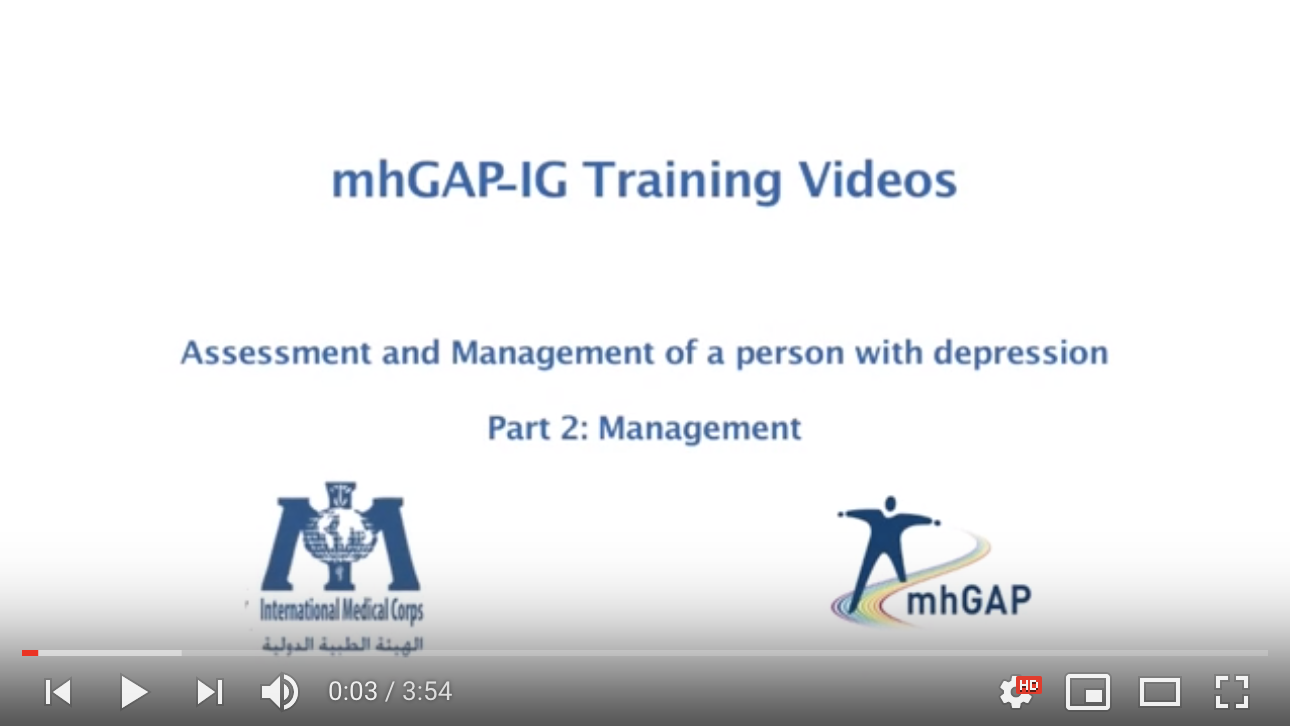 mhGAP-IG Training Videos
Assessment and Management of a person with depression
Part 2: Management
International Medical Corps
الهيئة الطبية الدولية
mhGAP
0:03 / 3:54
HD